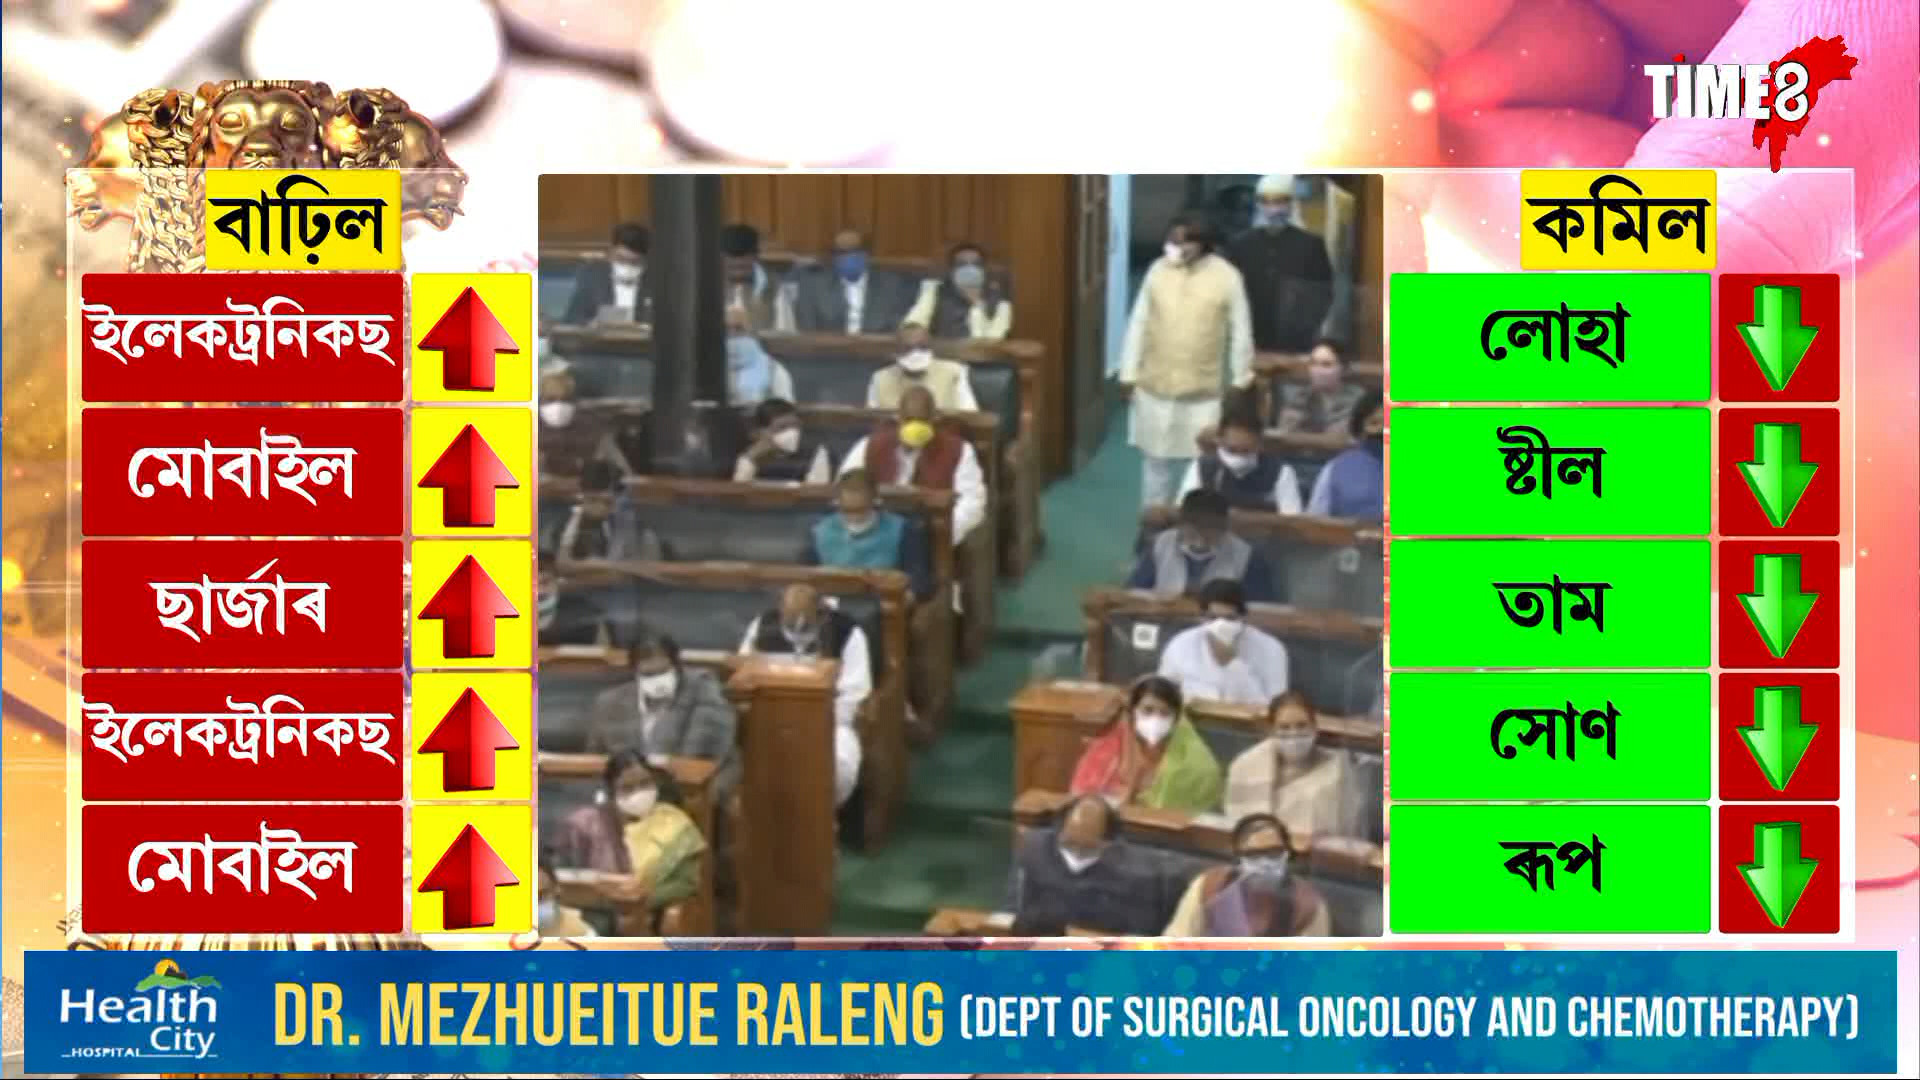 TIME8
বাঢ়িল
ইলেকট্ৰনিকছ
মোবাইল
ছাৰ্জাৰ
ইলেকট্ৰনিকছ
মোবাইল
কমিল
লোহা
ষ্টীল
তাম
সোণ
ৰূপ
Health
City
HOSPITAL
DR. MEZHUEITUE RALENG (DEPT OF SURGICAL ONCOLOGY AND CHEMOTHERAPY)